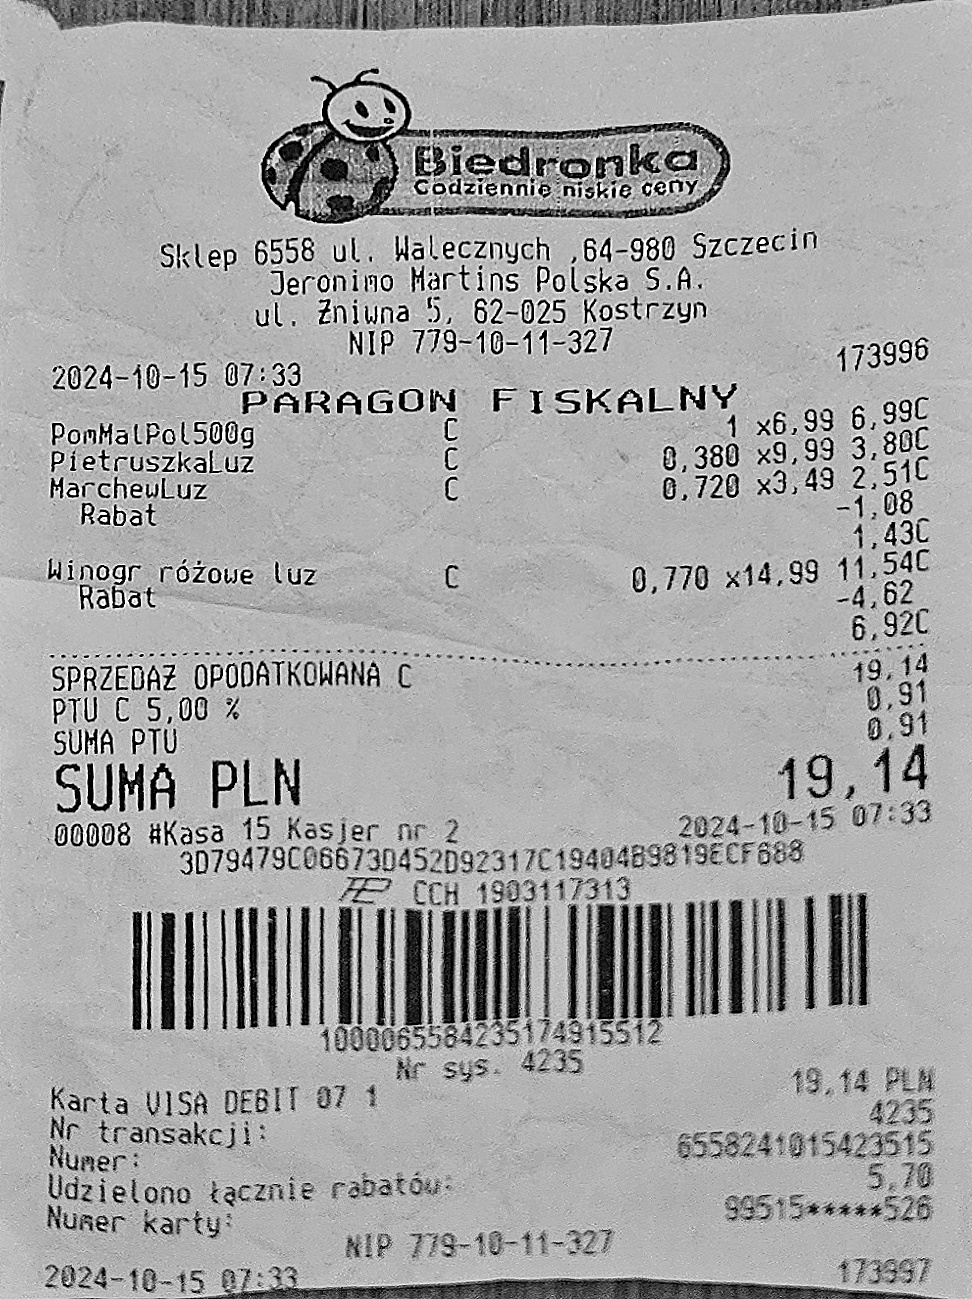 Biedronka
Codziennie niskie ceny
Sklep 6558 ul. Walecznych ,64-980 Szczecin
Jeronimo Martins Polska S.A.
ul. Żniwna 5, 62-025 Kostrzyn
NIP 779-10-11-327
2024-10-15 07:33 173996
PARAGON FISKALNY
PomMalPol500g C 1 x6,99 6,99C
PietruszkaLuz C 0,380 x9,99 3,80C
MarchewLuz C 0,720 x3,49 2,51C
Rabat -1,08
1,43C
Winogr różowe luz C 0,770 x14,99 11,54C
Rabat -4,62
6,92C
SPRZEDAŻ OPODATKOWANA C 19,14
PTU C 5,00 % 0,91
SUMA PTU 0,91
SUMA PLN 19,14
00008 #Kasa 15 Kasjer nr 2 2024-10-15 07:33
3D79479C06673D452D92317C19404B9819ECF688
CCH 1903117313
1000065584235174915512
Nr sys. 4235
Karta VISA DEBIT 07 1 19,14 PLN
Nr transakcji: 4235
Numer: 6558241015423515
Udzielono łącznie rabatów: 5,70
Numer karty: 99515*****526
NIP 779-10-11-327
2024-10-15 07:33 173997